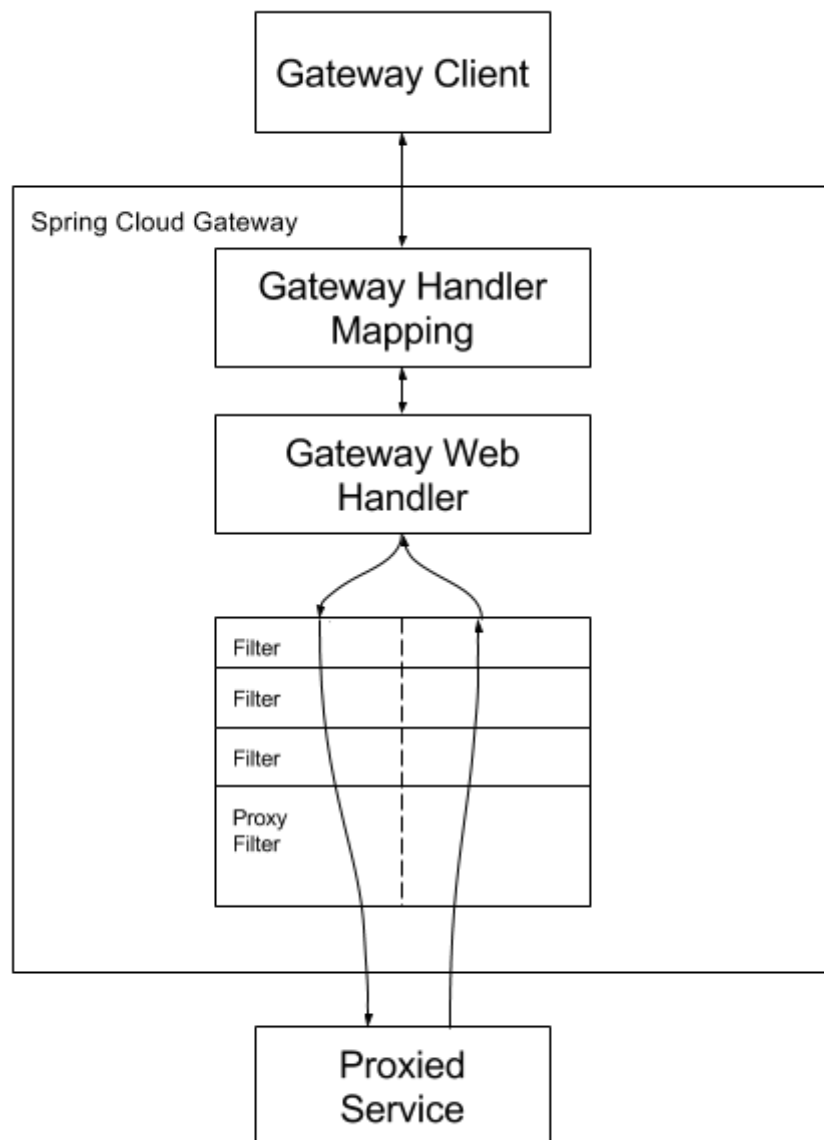 Gateway Client
Spring Cloud Gateway
Gateway Handler
Mapping
Gateway Web
Handler
Filter
Filter
Filter
Proxy
Filter
Proxied
Service